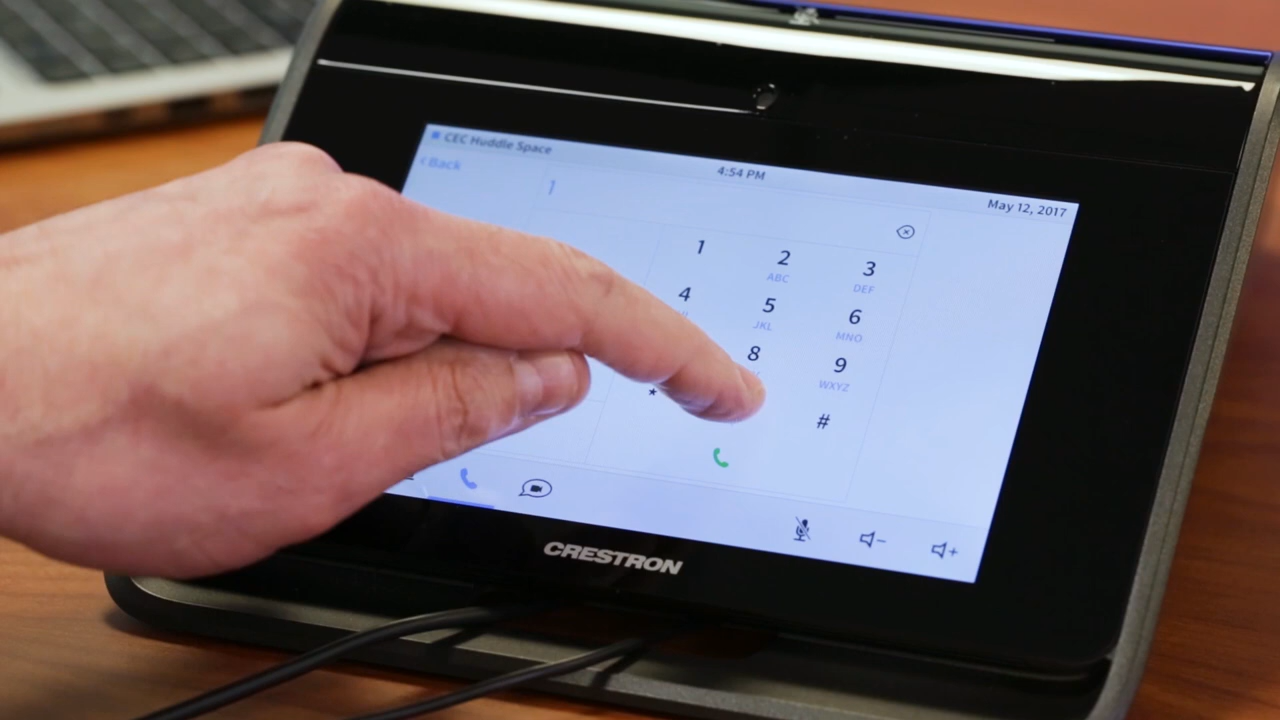 CEC Huddle Space
4:54 PM
May 12, 2017
Back
1
1
2
ABC
3
DEF
4
5
JKL
6
MNO
8
9
WXYZ
*
#
CRESTRON